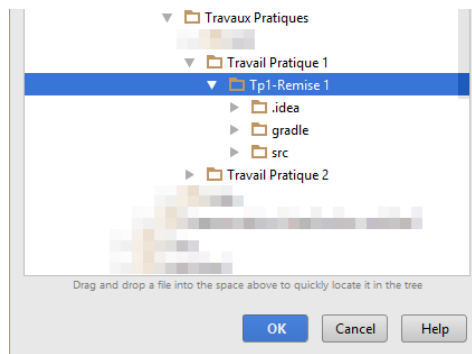 Travaux Pratiques
Travail Pratique 1
Tp1-Remise 1
.idea
gradle
src
Travail Pratique 2
Drag and drop a file into the space above to quickly locate it in the tree
OK Cancel Help